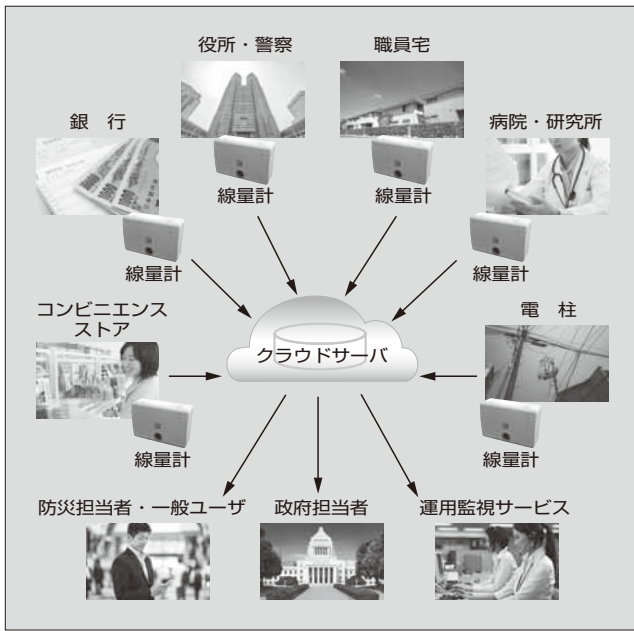 役所・警察
職員宅
銀 行
病院・研究所
線量計
線量計
線量計
線量計
コンビニエンス
ストア
クラウドサーバ
電 柱
線量計
線量計
防災担当者・一般ユーザ
政府担当者
運用監視サービス